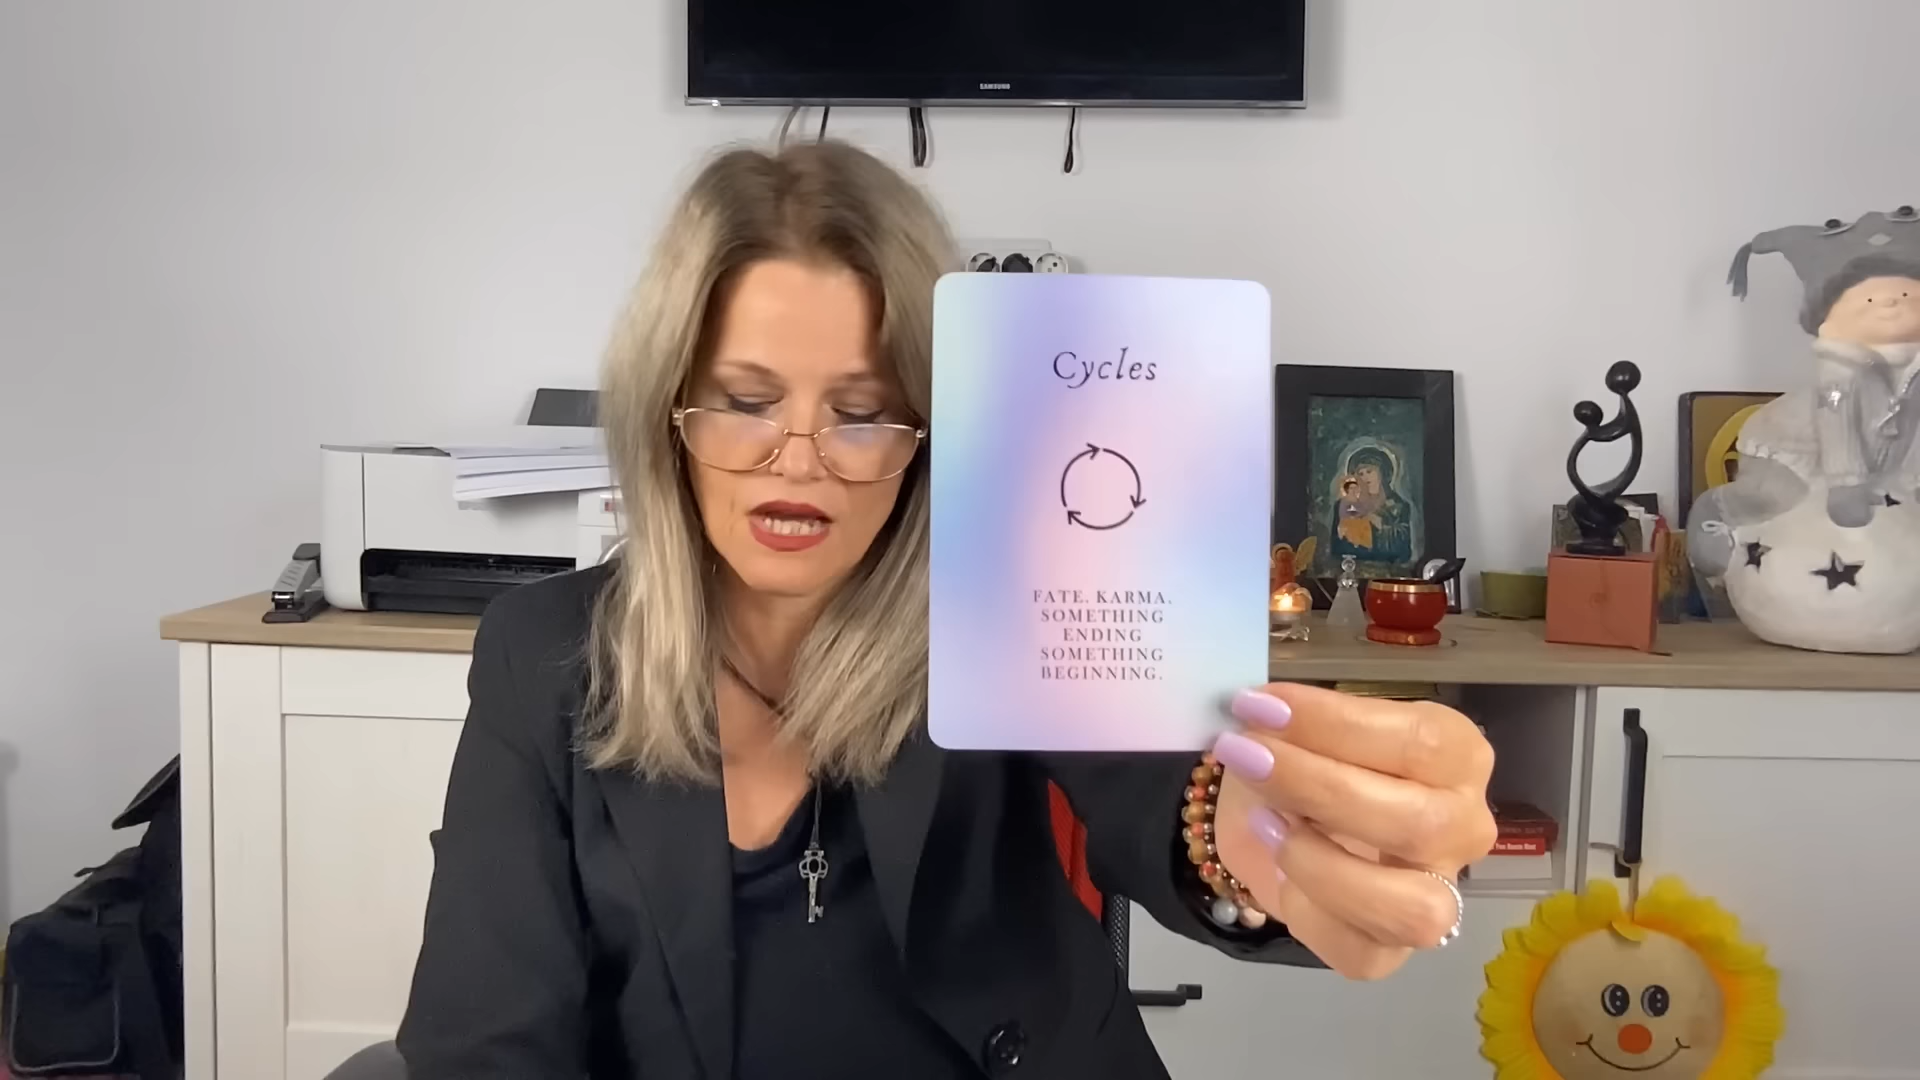 SAMSUNG
Cycles
FATE. KARMA.
SOMETHING
ENDING
SOMETHING
BEGINNING.